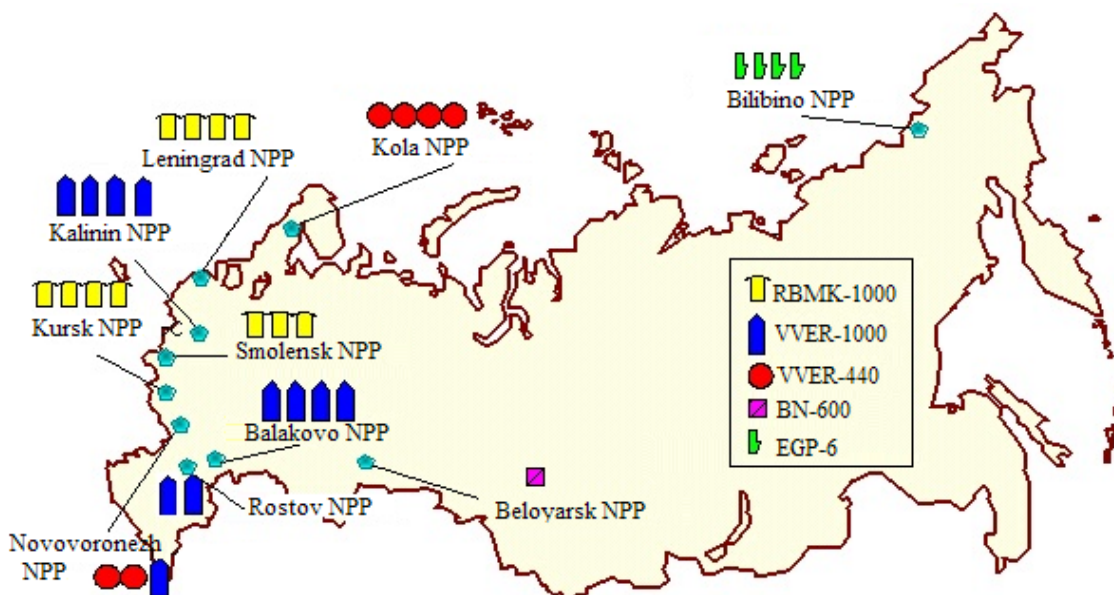 Bilibino NPP
Kola NPP
Leningrad NPP
Kalinin NPP
Kursk NPP
Smolensk NPP
Balakovo NPP
Rostov NPP
Beloyarsk NPP
Novovoronezh
NPP
RBMK-1000
VVER-1000
VVER-440
BN-600
EGP-6